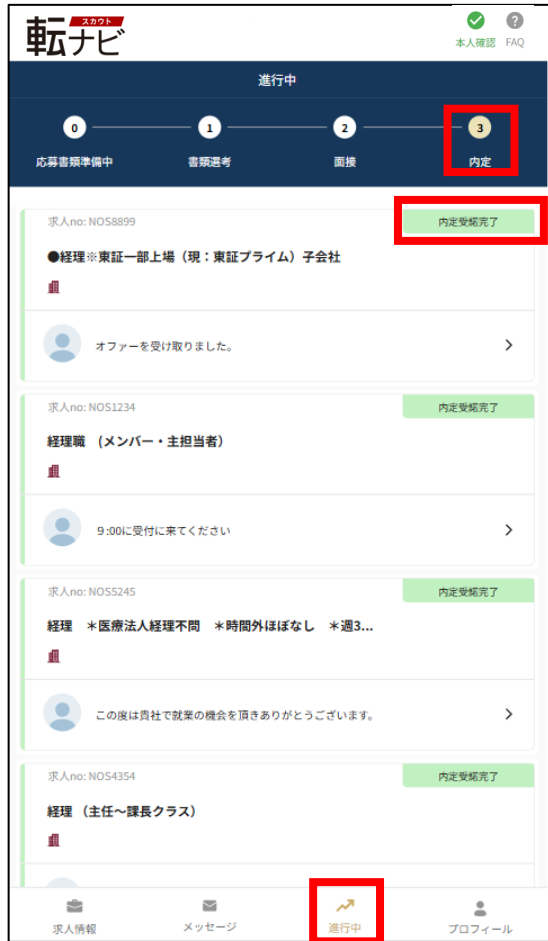 スカウト
転ナビ
本人確認 FAQ
進行中
0 1 2 3
応募書類準備中 書類選考 面接 内定
求人no: NOS8899 内定受諾完了
●経理※東証一部上場（現：東証プライム）子会社
オファーを受け取りました。
求人no: NOS1234 内定受諾完了
経理職　(メンバー・主担当者）
９:00に受付に来てください
求人no: NOS5245 内定受諾完了
経理　＊医療法人経理不問　＊時間外ほぼなし　＊週3...
この度は貴社で就業の機会を頂きありがとうございます。
求人no: NOS4354 内定受諾完了
経理 （主任～課長クラス）
求人情報 メッセージ 進行中 プロフィール